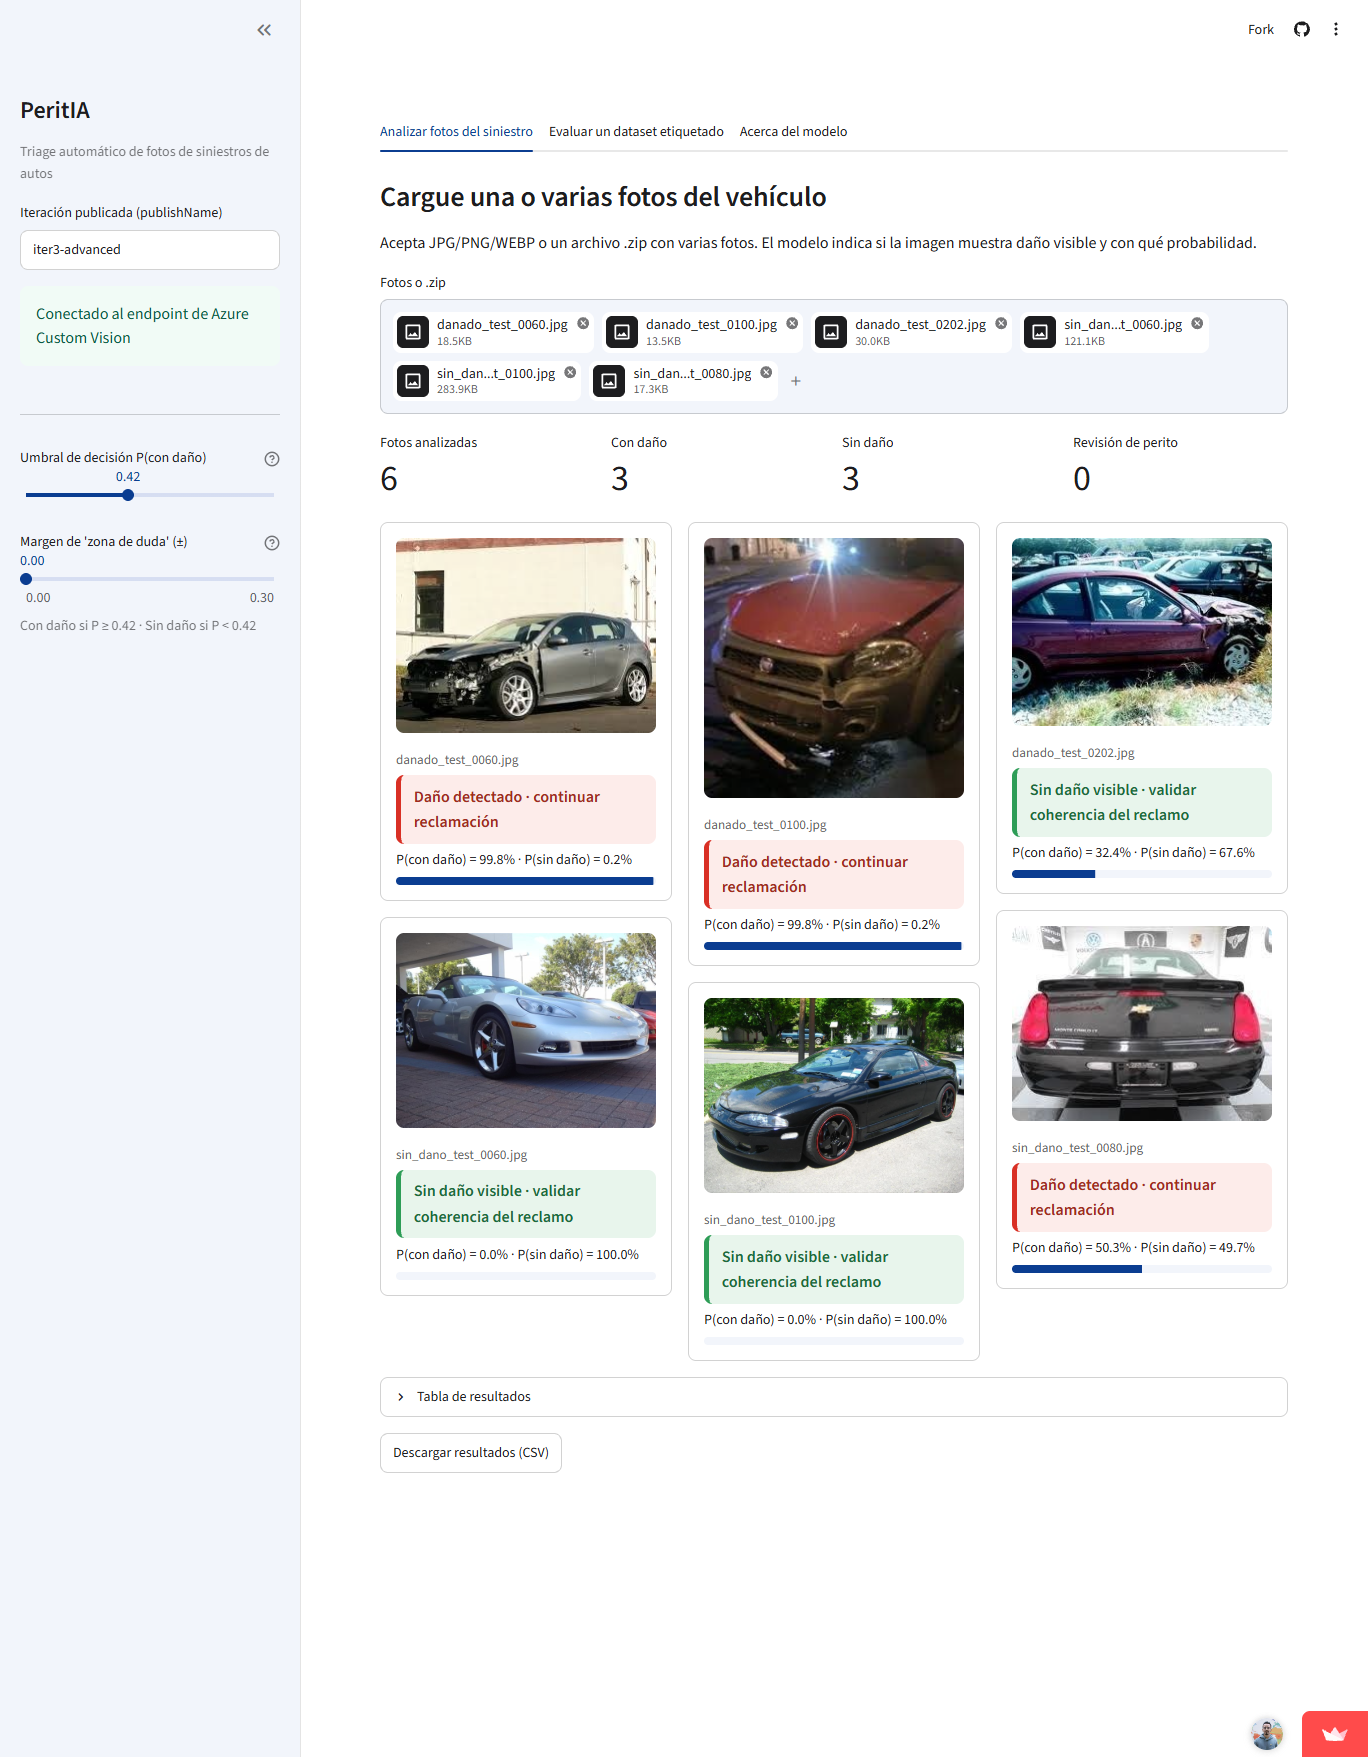 Fork
PeritIA
Triage automático de fotos de siniestros de
autos
Iteración publicada (publishName)
iter3-advanced
Conectado al endpoint de Azure
Custom Vision
Umbral de decisión P(con daño)
0.42
Margen de 'zona de duda' (±)
0.00
0.00
0.30
Con daño si P ≥ 0.42 · Sin daño si P < 0.42
Analizar fotos del siniestro
Evaluar un dataset etiquetado
Acerca del modelo
Cargue una o varias fotos del vehículo
Acepta JPG/PNG/WEBP o un archivo .zip con varias fotos. El modelo indica si la imagen muestra daño visible y con qué probabilidad.
Fotos o .zip
danado_test_0060.jpg
18.5KB
danado_test_0100.jpg
13.5KB
danado_test_0202.jpg
30.0KB
sin_dan...t_0060.jpg
121.1KB
sin_dan...t_0100.jpg
283.9KB
sin_dan...t_0080.jpg
17.3KB
Fotos analizadas
6
Con daño
3
Sin daño
3
Revisión de perito
0
danado_test_0060.jpg
Daño detectado · continuar
reclamación
P(con daño) = 99.8% · P(sin daño) = 0.2%
danado_test_0100.jpg
Daño detectado · continuar
reclamación
P(con daño) = 99.8% · P(sin daño) = 0.2%
danado_test_0202.jpg
Sin daño visible · validar
coherencia del reclamo
P(con daño) = 32.4% · P(sin daño) = 67.6%
sin_dano_test_0060.jpg
Sin daño visible · validar
coherencia del reclamo
P(con daño) = 0.0% · P(sin daño) = 100.0%
sin_dano_test_0100.jpg
Sin daño visible · validar
coherencia del reclamo
P(con daño) = 0.0% · P(sin daño) = 100.0%
sin_dano_test_0080.jpg
Daño detectado · continuar
reclamación
P(con daño) = 50.3% · P(sin daño) = 49.7%
Tabla de resultados
Descargar resultados (CSV)